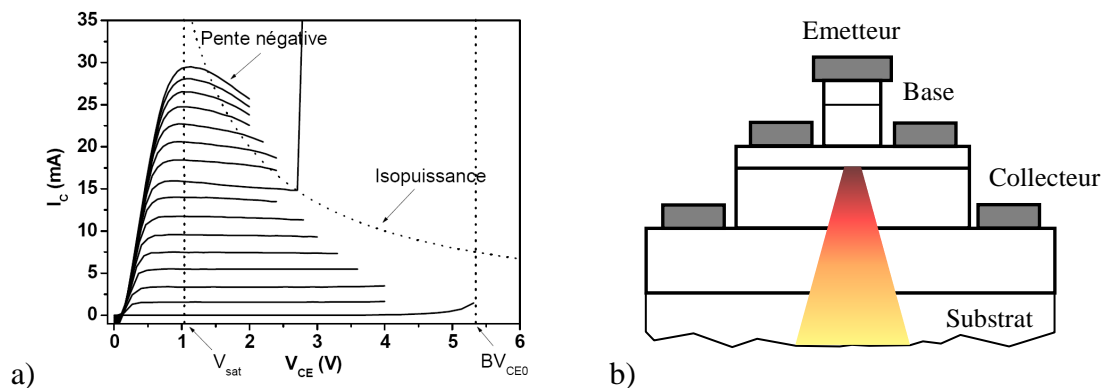 35
30
25
20
15
10
5
0
I_C (mA)
Pente négative
Isopuissance
0 1 2 3 4 5 6
V_sat
V_CE (V)
BV_CE0
a)
Emetteur
Base
Collecteur
Substrat
b)